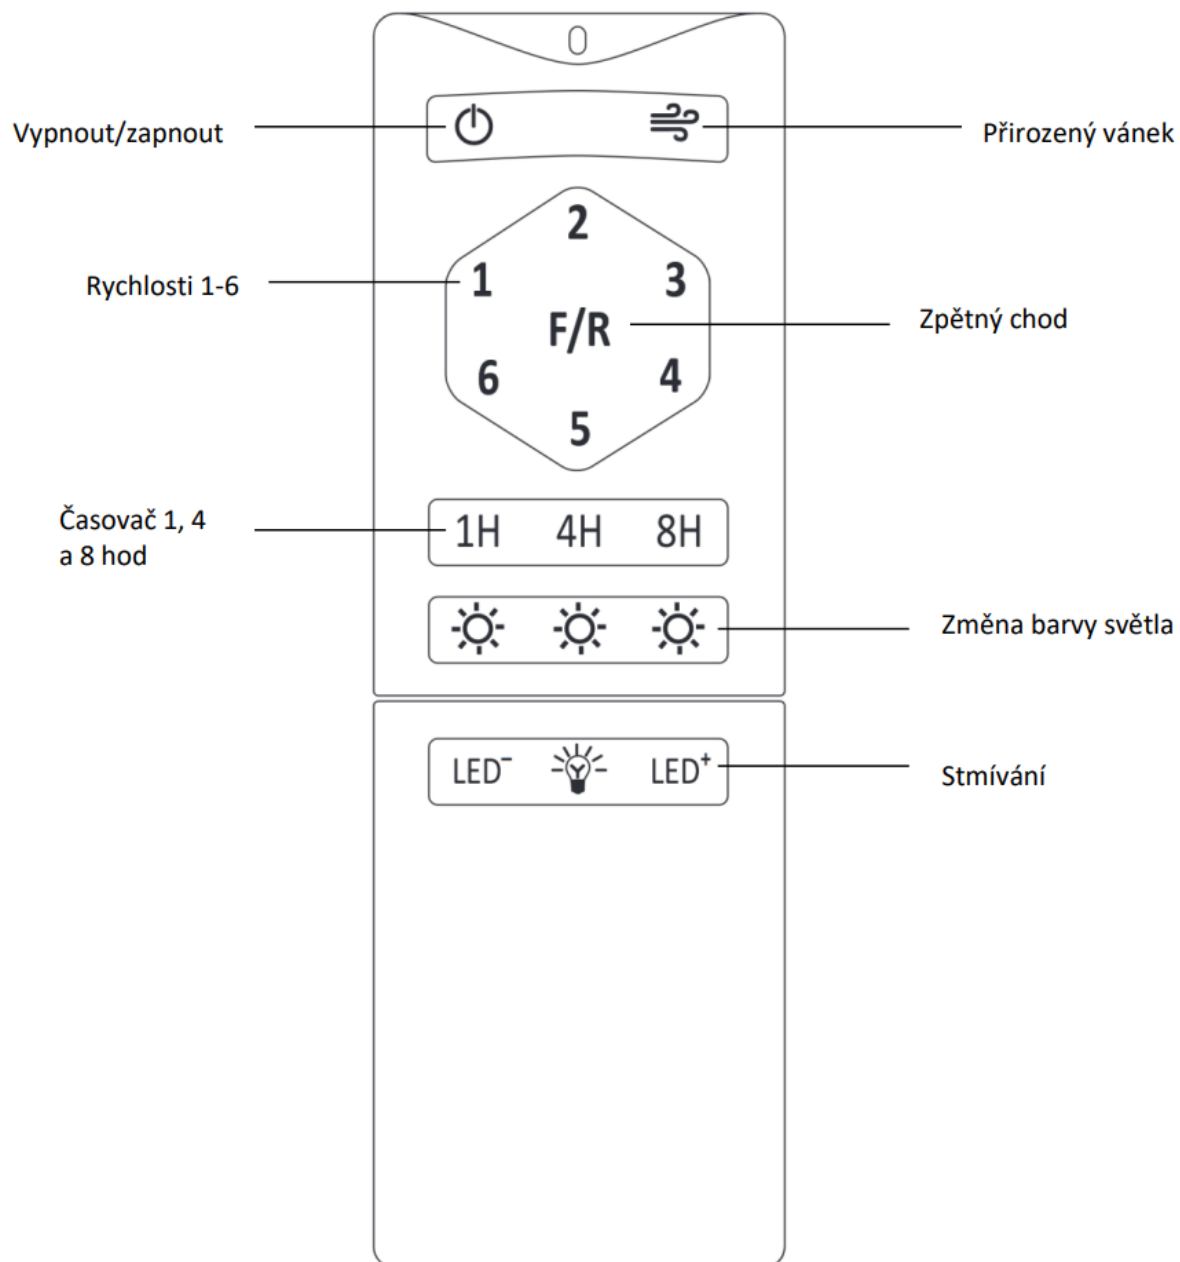 Vypnout/zapnout
Přirozený vánek
2
Rychlosti 1-6
1
3
F/R
Zpětný chod
6
4
5
Časovač 1, 4
a 8 hod
1H 4H 8H
Změna barvy světla
LED⁻ LED⁺
Stmívání